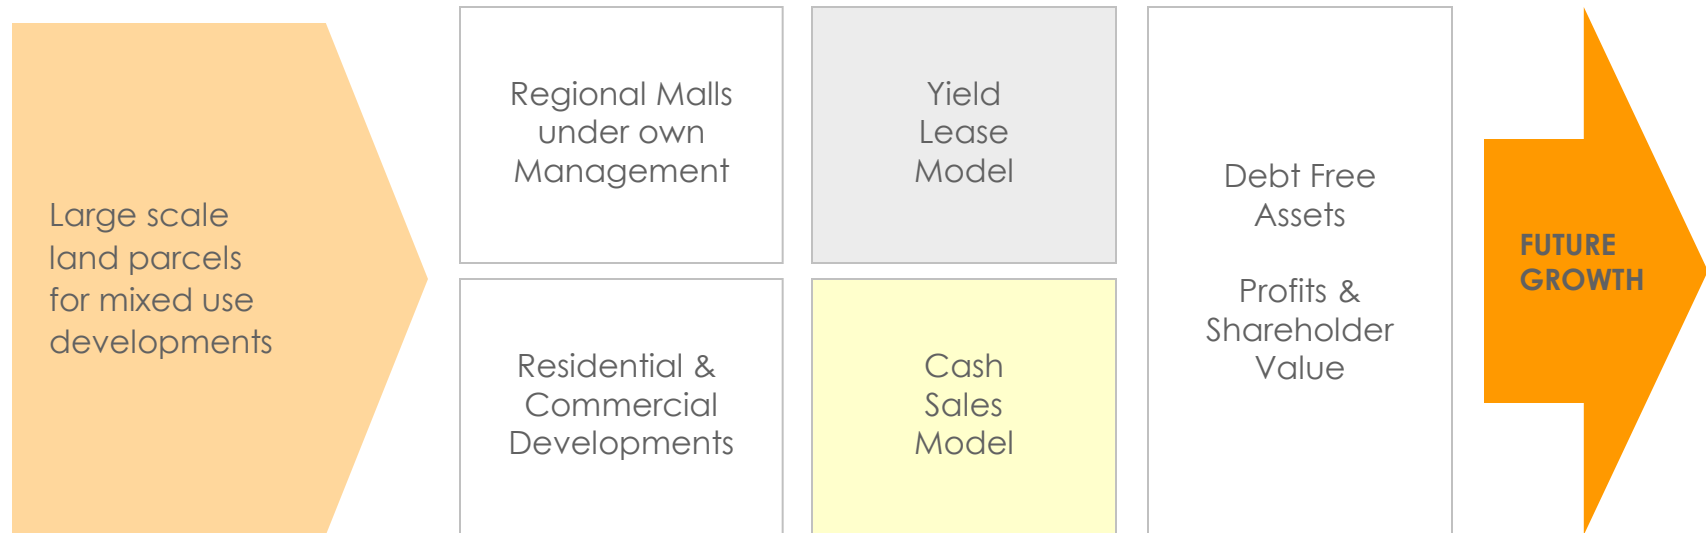 Large scale
land parcels
for mixed use
developments
Regional Malls
under own
Management
Residential &
Commercial
Developments
Yield
Lease
Model
Cash
Sales
Model
Debt Free
Assets
Profits &
Shareholder
Value
FUTURE
GROWTH